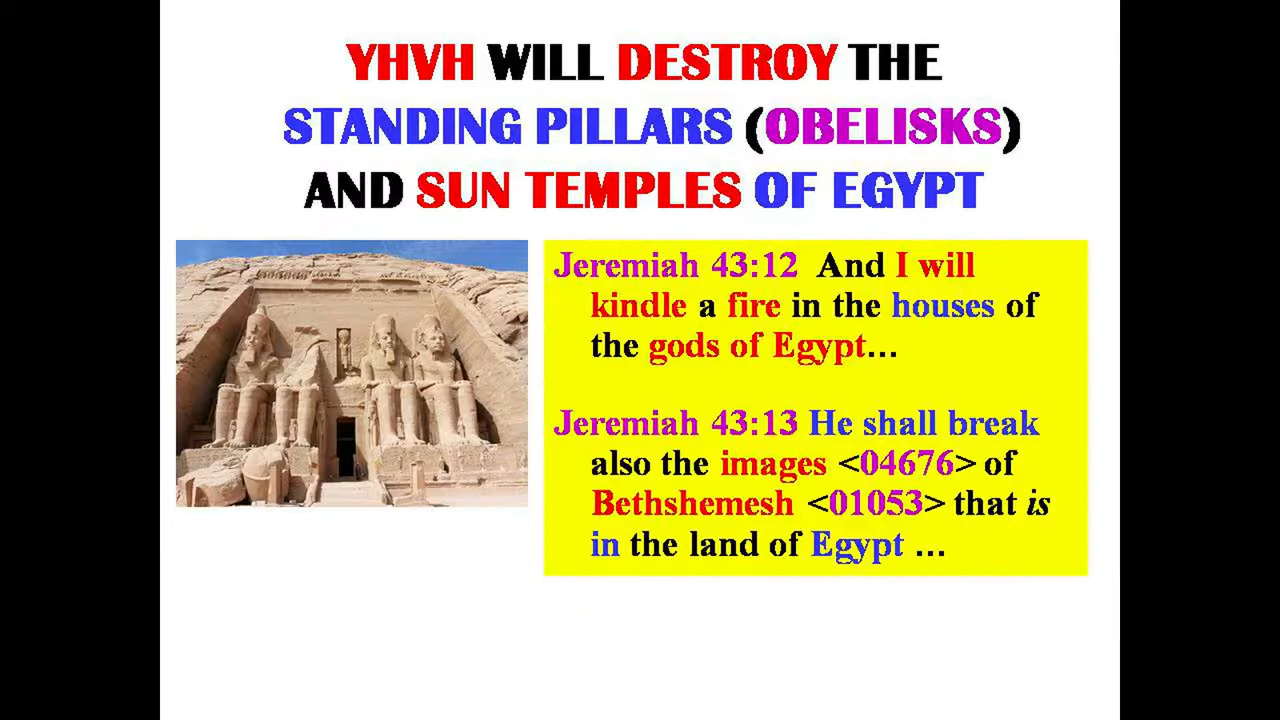 YHVH WILL DESTROY THE
STANDING PILLARS (OBELISKS)
AND SUN TEMPLES OF EGYPT
Jeremiah 43:12 And I will
kindle a fire in the houses of
the gods of Egypt…
Jeremiah 43:13 He shall break
also the images <04676> of
Bethshemesh <01053> that is
in the land of Egypt …